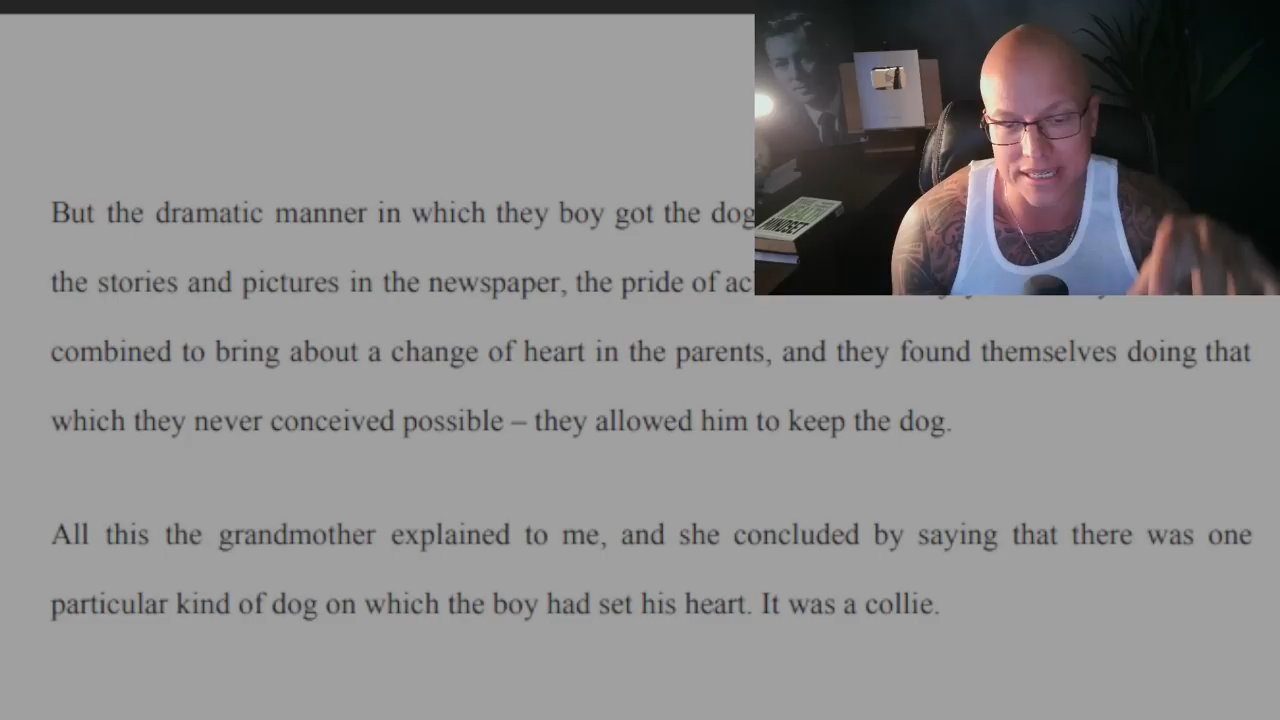 But the dramatic manner in which they boy got the dog
the stories and pictures in the newspaper, the pride of
combined to bring about a change of heart in the parents, and they found themselves doing that
which they never conceived possible – they allowed him to keep the dog.
All this the grandmother explained to me, and she concluded by saying that there was one
particular kind of dog on which the boy had set his heart. It was a collie.
MINDSET